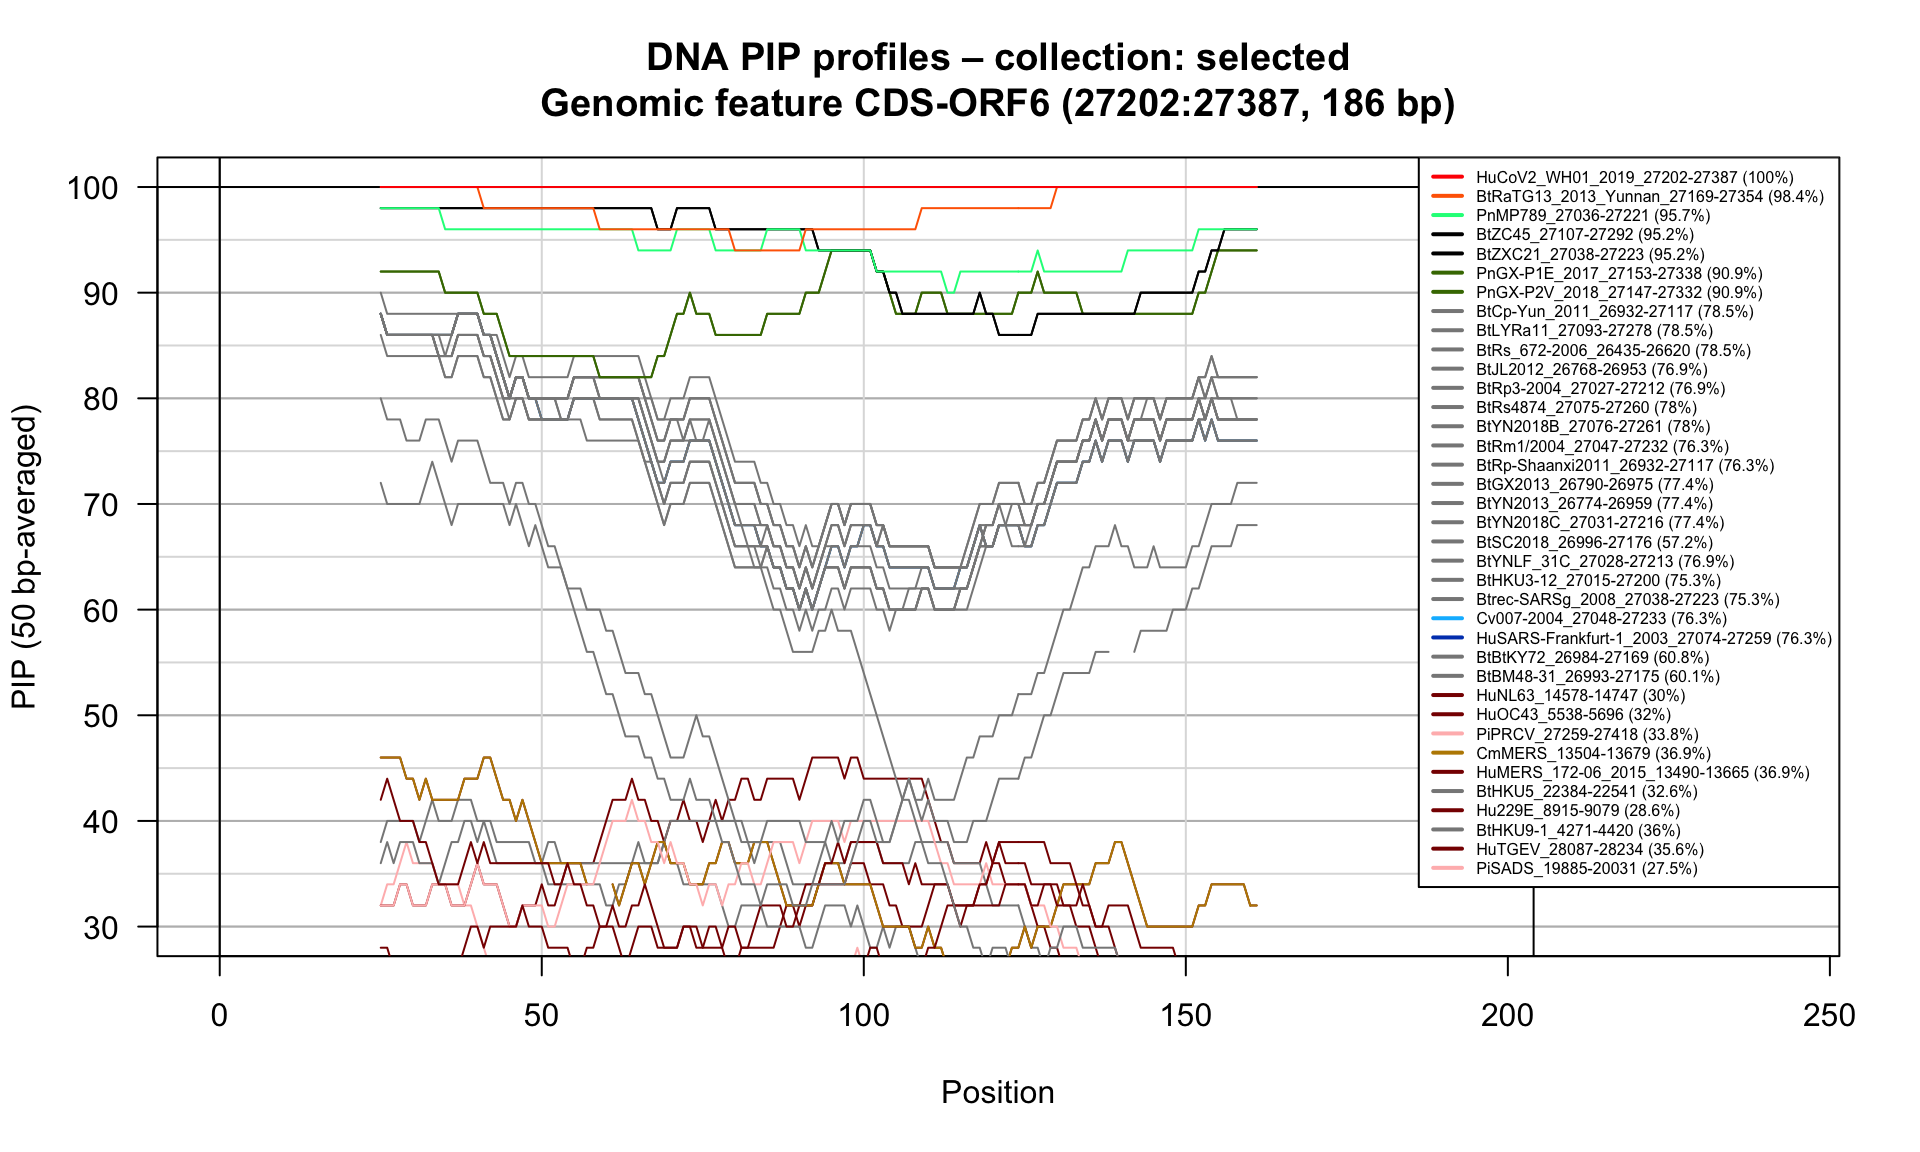 DNA PIP profiles – collection: selected
Genomic feature CDS-ORF6 (27202:27387, 186 bp)
PIP (50 bp-averaged)
100
90
80
70
60
50
40
30
0
50
100
150
200
250
Position
HuCoV2_WH01_2019_27202-27387 (100%)
BtRaTG13_2013_Yunnan_27169-27354 (98.4%)
PnMP789_27036-27221 (95.7%)
BtZC45_27107-27292 (95.2%)
BtZXC21_27038-27223 (95.2%)
PnGX-P1E_2017_27153-27338 (90.9%)
PnGX-P2V_2018_27147-27332 (90.9%)
BtCp-Yun_2011_26932-27117 (78.5%)
BtLYRa11_27093-27278 (78.5%)
BtRs_672-2006_26435-26620 (78.5%)
BtJL2012_26768-26953 (76.9%)
BtRp3-2004_27027-27212 (76.9%)
BtRs4874_27075-27260 (78%)
BtYN2018B_27076-27261 (78%)
BtRm1/2004_27047-27232 (76.3%)
BtRp-Shaanxi2011_26932-27117 (76.3%)
BtGX2013_26790-26975 (77.4%)
BtYN2013_26774-26959 (77.4%)
BtYN2018C_27031-27216 (77.4%)
BtSC2018_26996-27176 (57.2%)
BtYNLF_31C_27028-27213 (76.9%)
BtHKU3-12_27015-27200 (75.3%)
Btrec-SARSg_2008_27038-27223 (75.3%)
Cv007-2004_27048-27233 (76.3%)
HuSARS-Frankfurt-1_2003_27074-27259 (76.3%)
BtBtKY72_26984-27169 (60.8%)
BtBM48-31_26993-27175 (60.1%)
HuNL63_14578-14747 (30%)
HuOC43_5538-5696 (32%)
PiPRCV_27259-27418 (33.8%)
CmMERS_13504-13679 (36.9%)
HuMERS_172-06_2015_13490-13665 (36.9%)
BtHKU5_22384-22541 (32.6%)
Hu229E_8915-9079 (28.6%)
BtHKU9-1_4271-4420 (36%)
HuTGEV_28087-28234 (35.6%)
PiSADS_19885-20031 (27.5%)